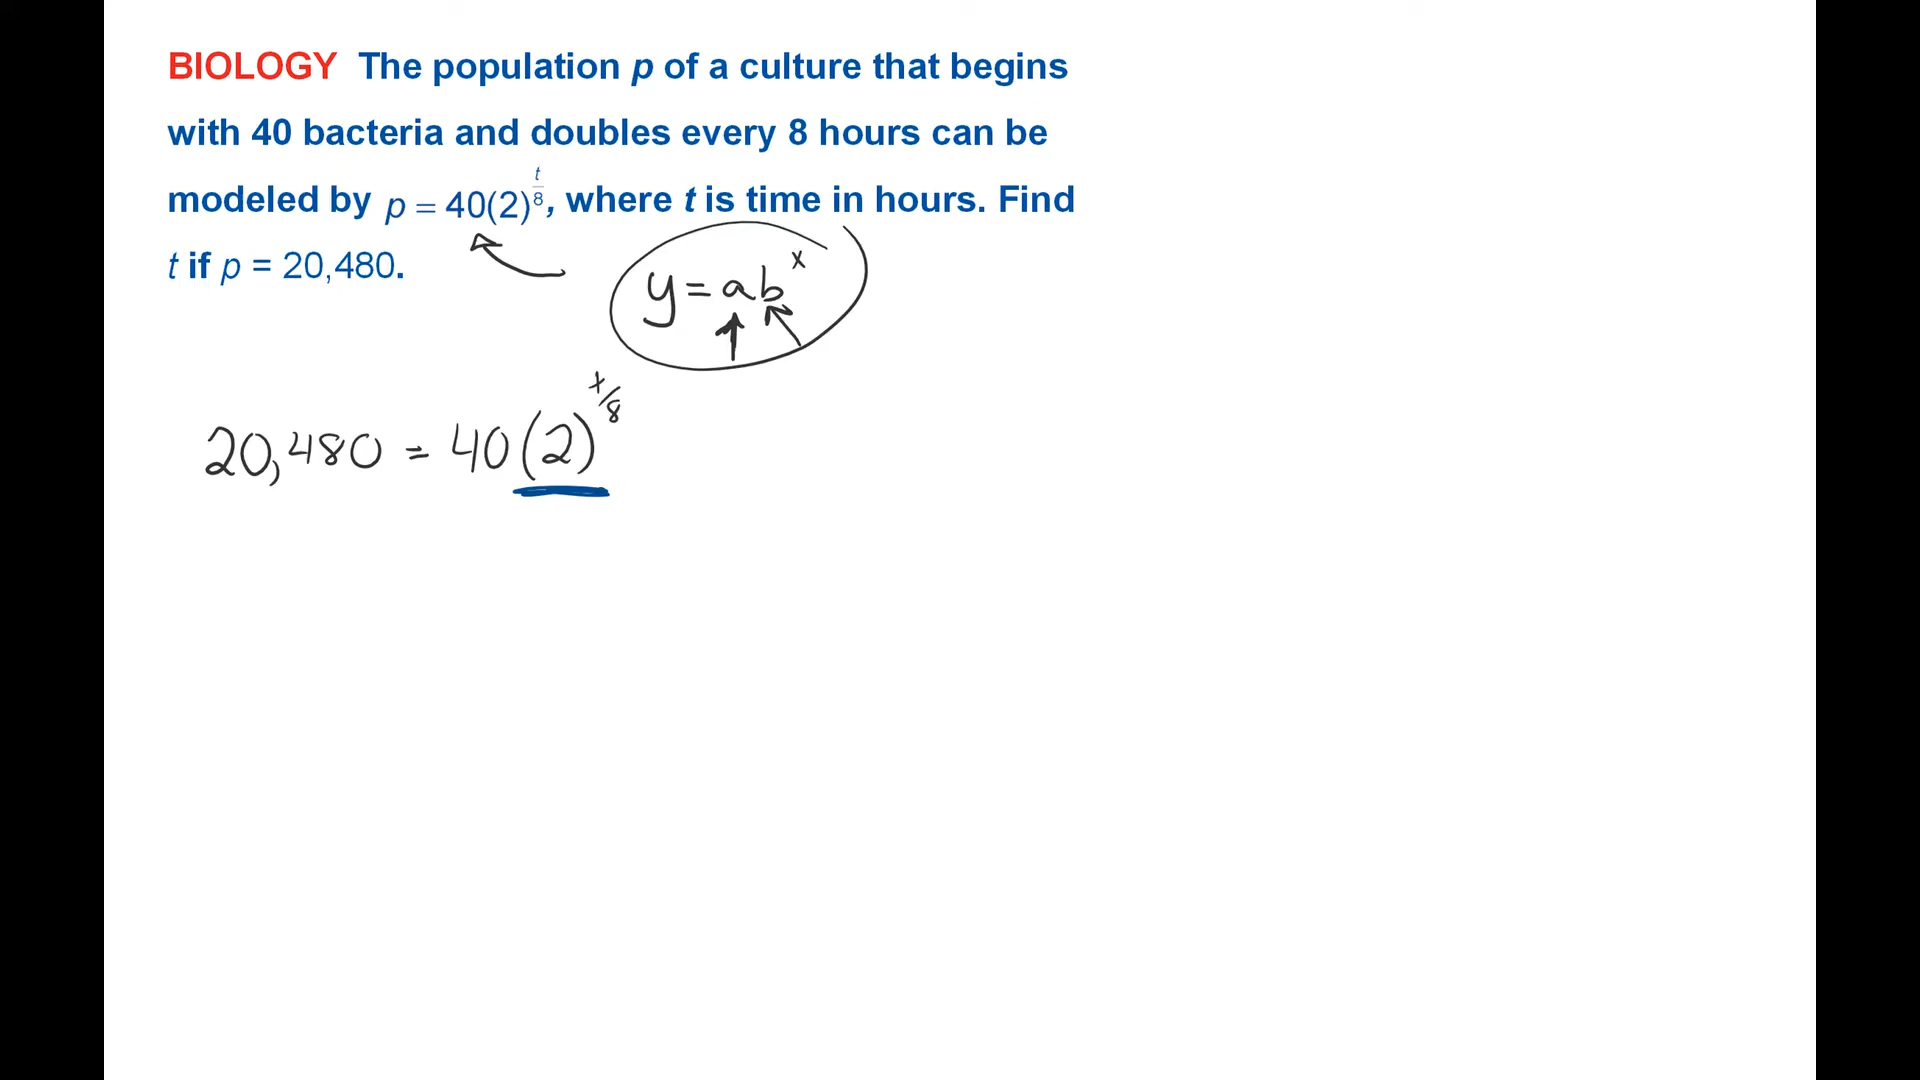 BIOLOGY The population p of a culture that begins
with 40 bacteria and doubles every 8 hours can be
modeled by p = 40(2)^(t/8), where t is time in hours. Find
t if p = 20,480.
y = ab^x
20,480 = 40(2)^(t/8)